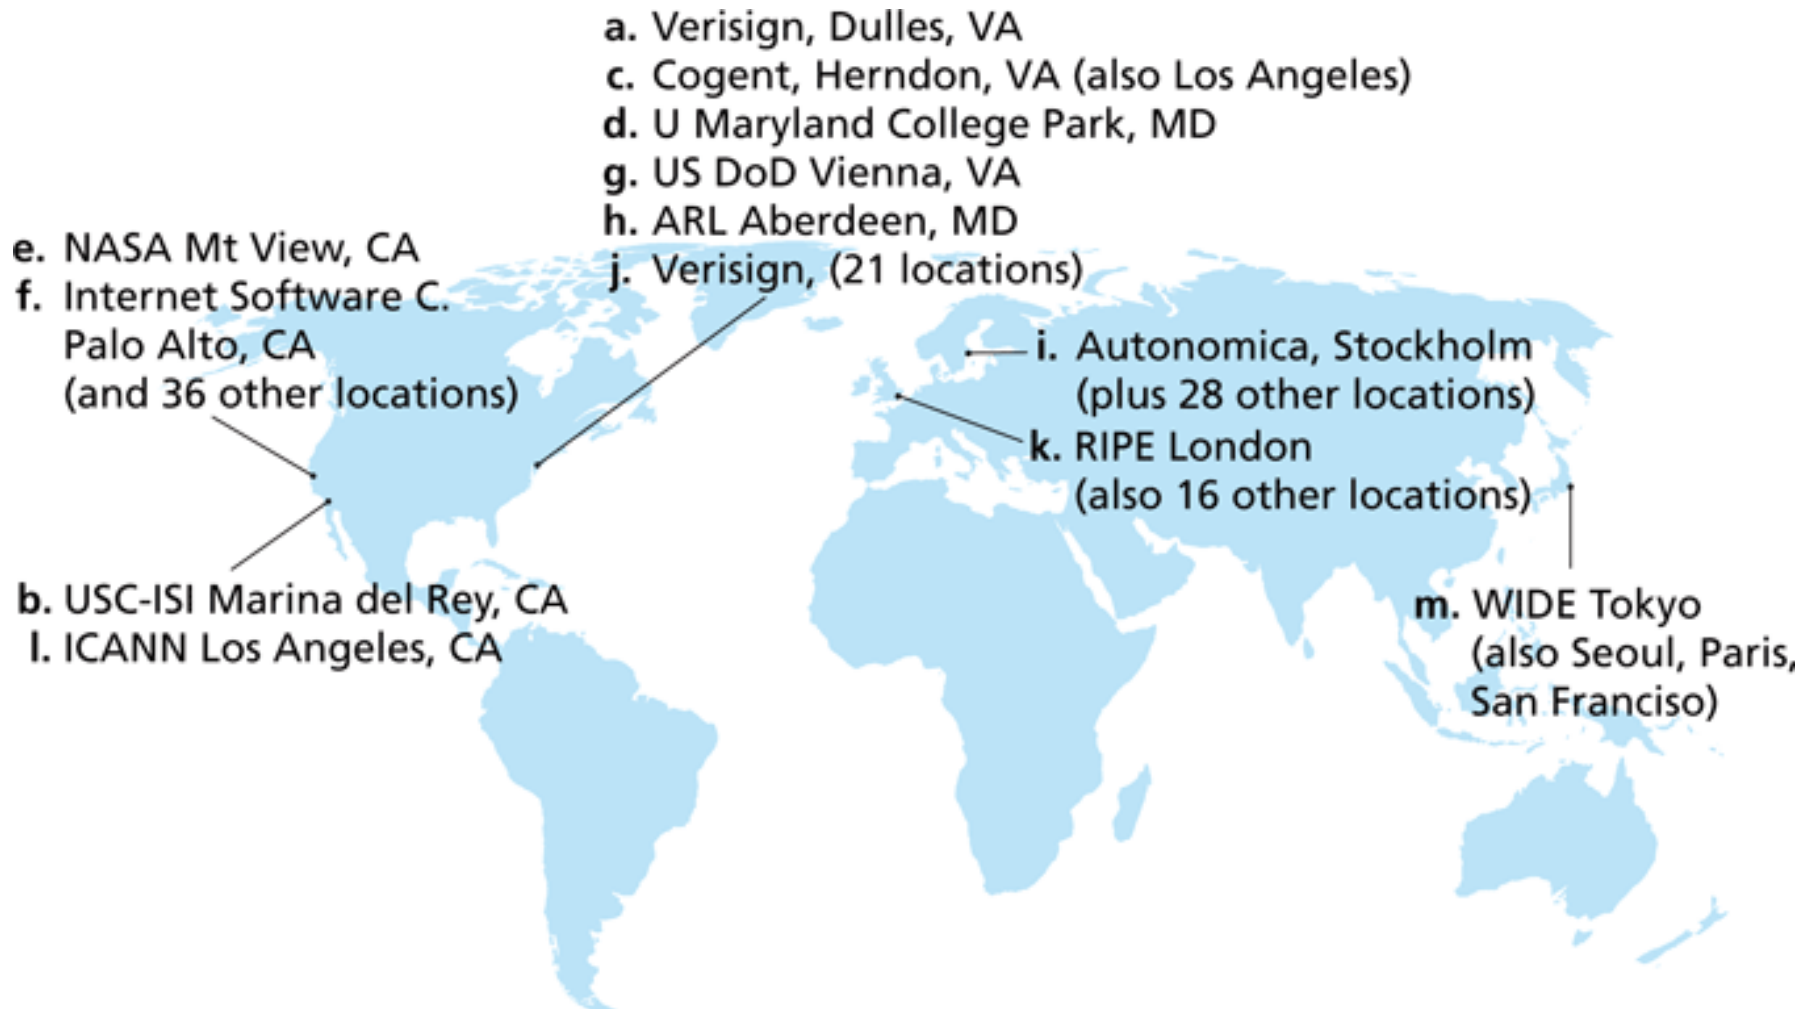 a. Verisign, Dulles, VA
c. Cogent, Herndon, VA (also Los Angeles)
d. U Maryland College Park, MD
g. US DoD Vienna, VA
h. ARL Aberdeen, MD
j. Verisign, (21 locations)
e. NASA Mt View, CA
f. Internet Software C.
Palo Alto, CA
(and 36 other locations)
i. Autonomica, Stockholm
(plus 28 other locations)
k. RIPE London
(also 16 other locations)
b. USC-ISI Marina del Rey, CA
l. ICANN Los Angeles, CA
m. WIDE Tokyo
(also Seoul, Paris,
San Franciso)